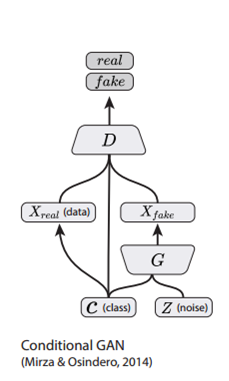 real
fake
D
X_real (data) X_fake
G
C (class) Z (noise)
Conditional GAN
(Mirza & Osindero, 2014)